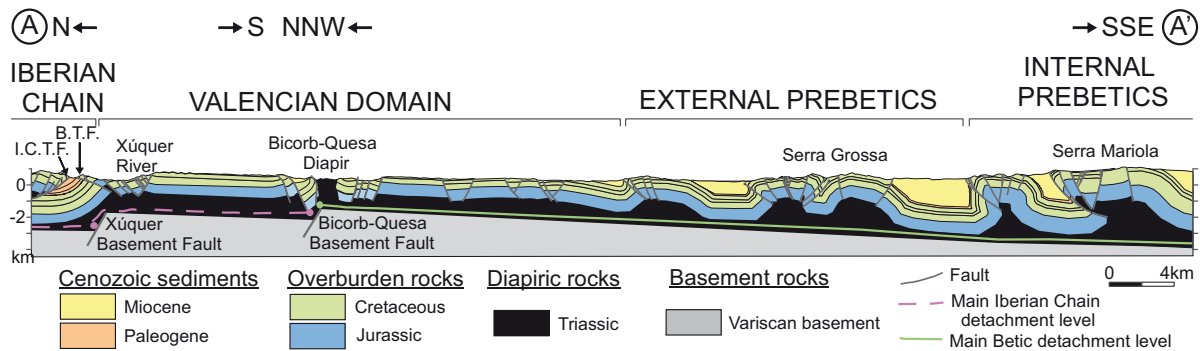 A N S NNW SSE A'
IBERIAN
CHAIN
VALENCIAN DOMAIN
EXTERNAL PREBETICS
INTERNAL
PREBETICS
B.T.F.
I.C.T.F.
Xúquer
River
Bicorb-Quesa
Diapir
Serra Grossa
Serra Mariola
0
-2
km
Xúquer
Basement Fault
Bicorb-Quesa
Basement Fault
Cenozoic sediments
Miocene
Paleogene
Overburden rocks
Cretaceous
Jurassic
Diapiric rocks
Triassic
Basement rocks
Variscan basement
Fault
Main Iberian Chain
detachment level
Main Betic detachment level
0 4km